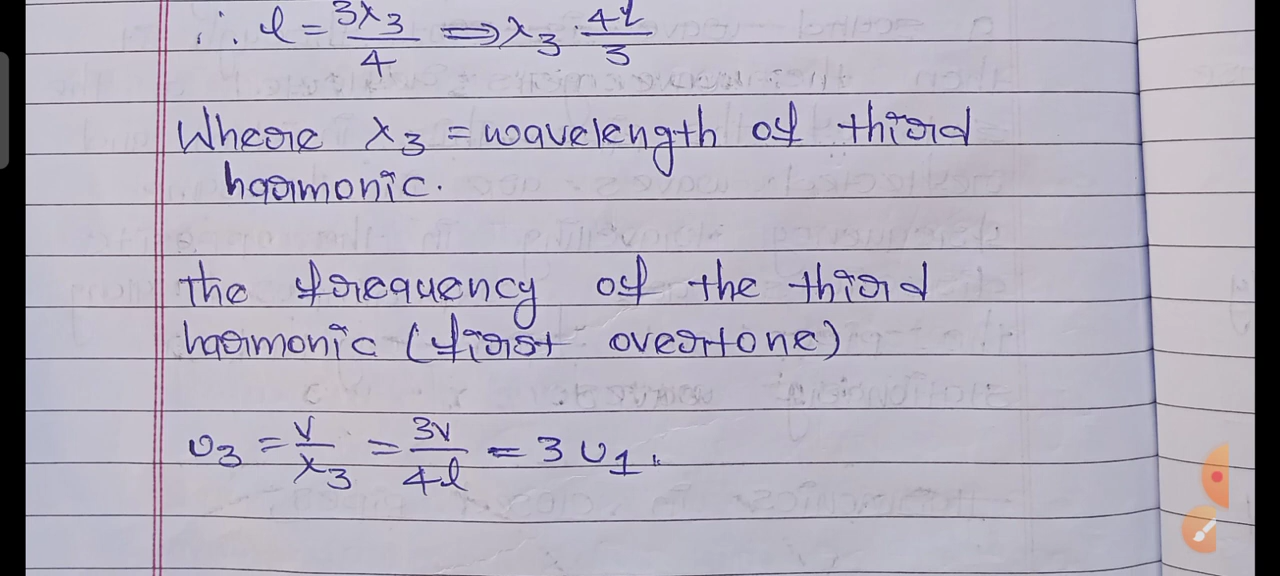 ∴ l = 3λ3/4 ⟹ λ3 · 4l/3
Where λ3 = wavelength of third
harmonic.
The frequency of the third
harmonic (first overtone)
υ3 = v/λ3 = 3v/4l = 3υ1.